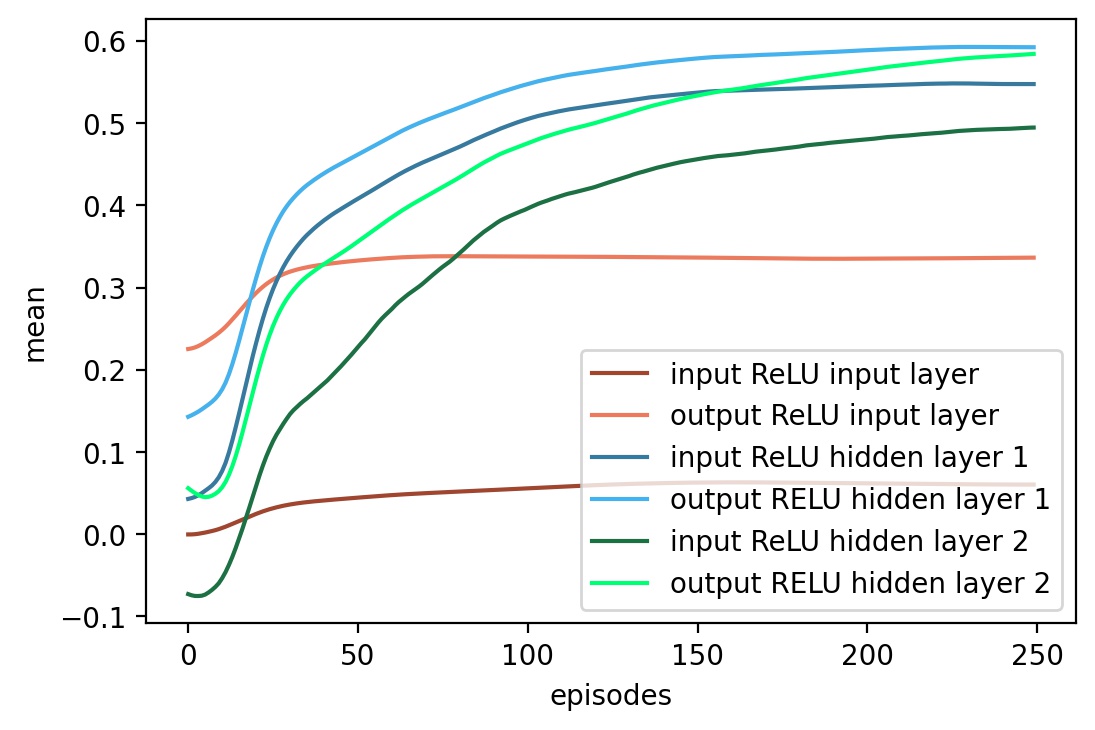 0.6
0.5
0.4
0.3
0.2
0.1
0.0
−0.1
mean
input ReLU input layer
output ReLU input layer
input ReLU hidden layer 1
output RELU hidden layer 1
input ReLU hidden layer 2
output RELU hidden layer 2
0 50 100 150 200 250
episodes